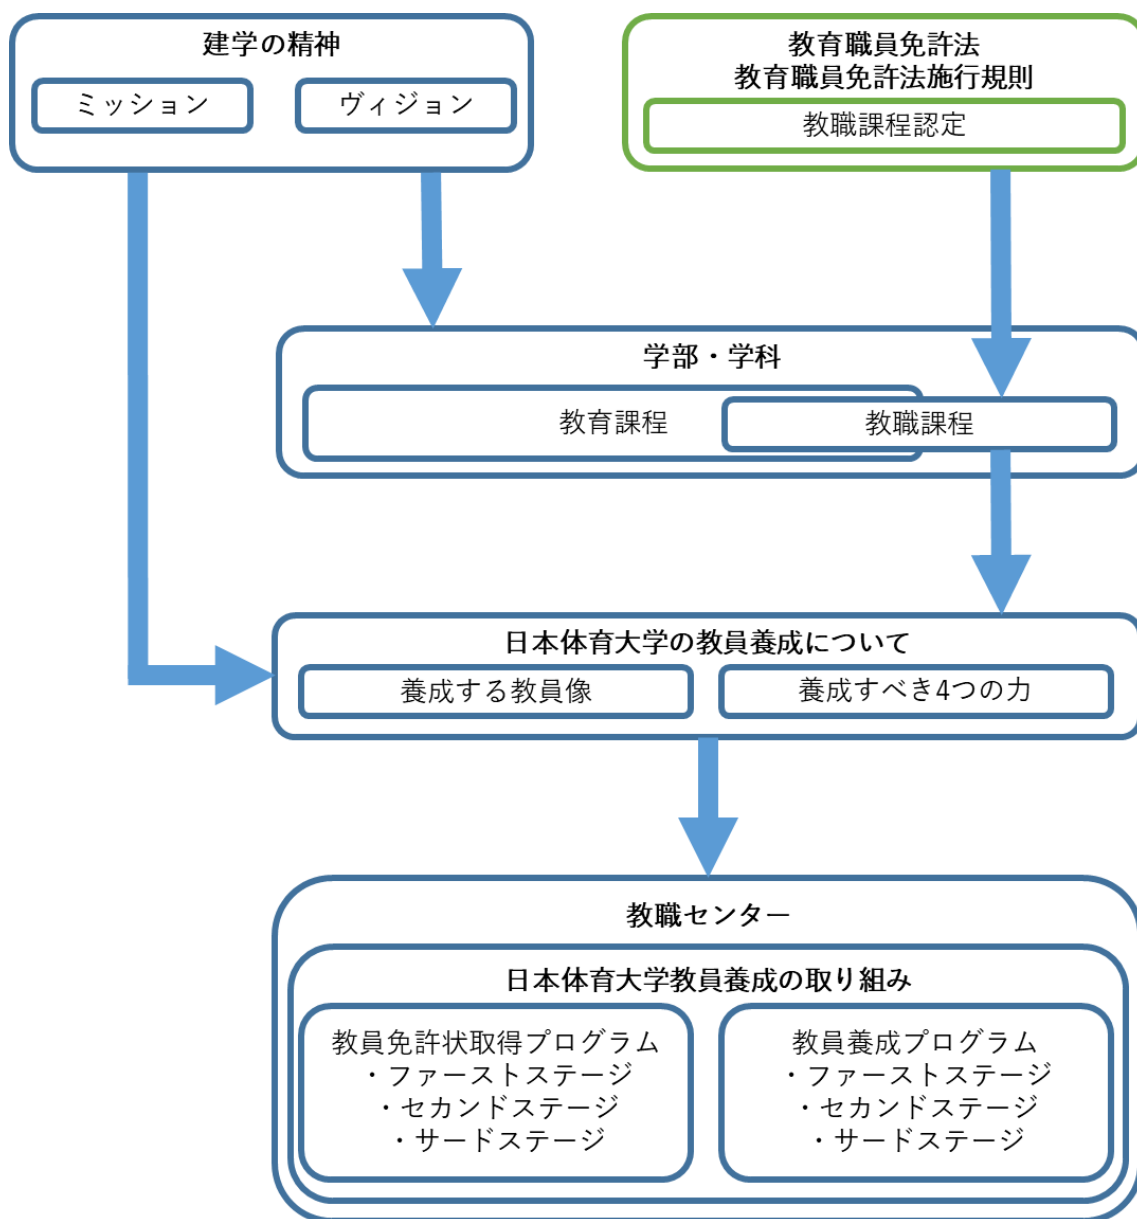 建学の精神
ミッション
ヴィジョン
教育職員免許法
教育職員免許法施行規則
教職課程認定
学部・学科
教育課程
教職課程
日本体育大学の教員養成について
養成する教員像
養成すべき4つの力
教職センター
日本体育大学教員養成の取り組み
教員免許状取得プログラム
・ファーストステージ
・セカンドステージ
・サードステージ
教員養成プログラム
・ファーストステージ
・セカンドステージ
・サードステージ